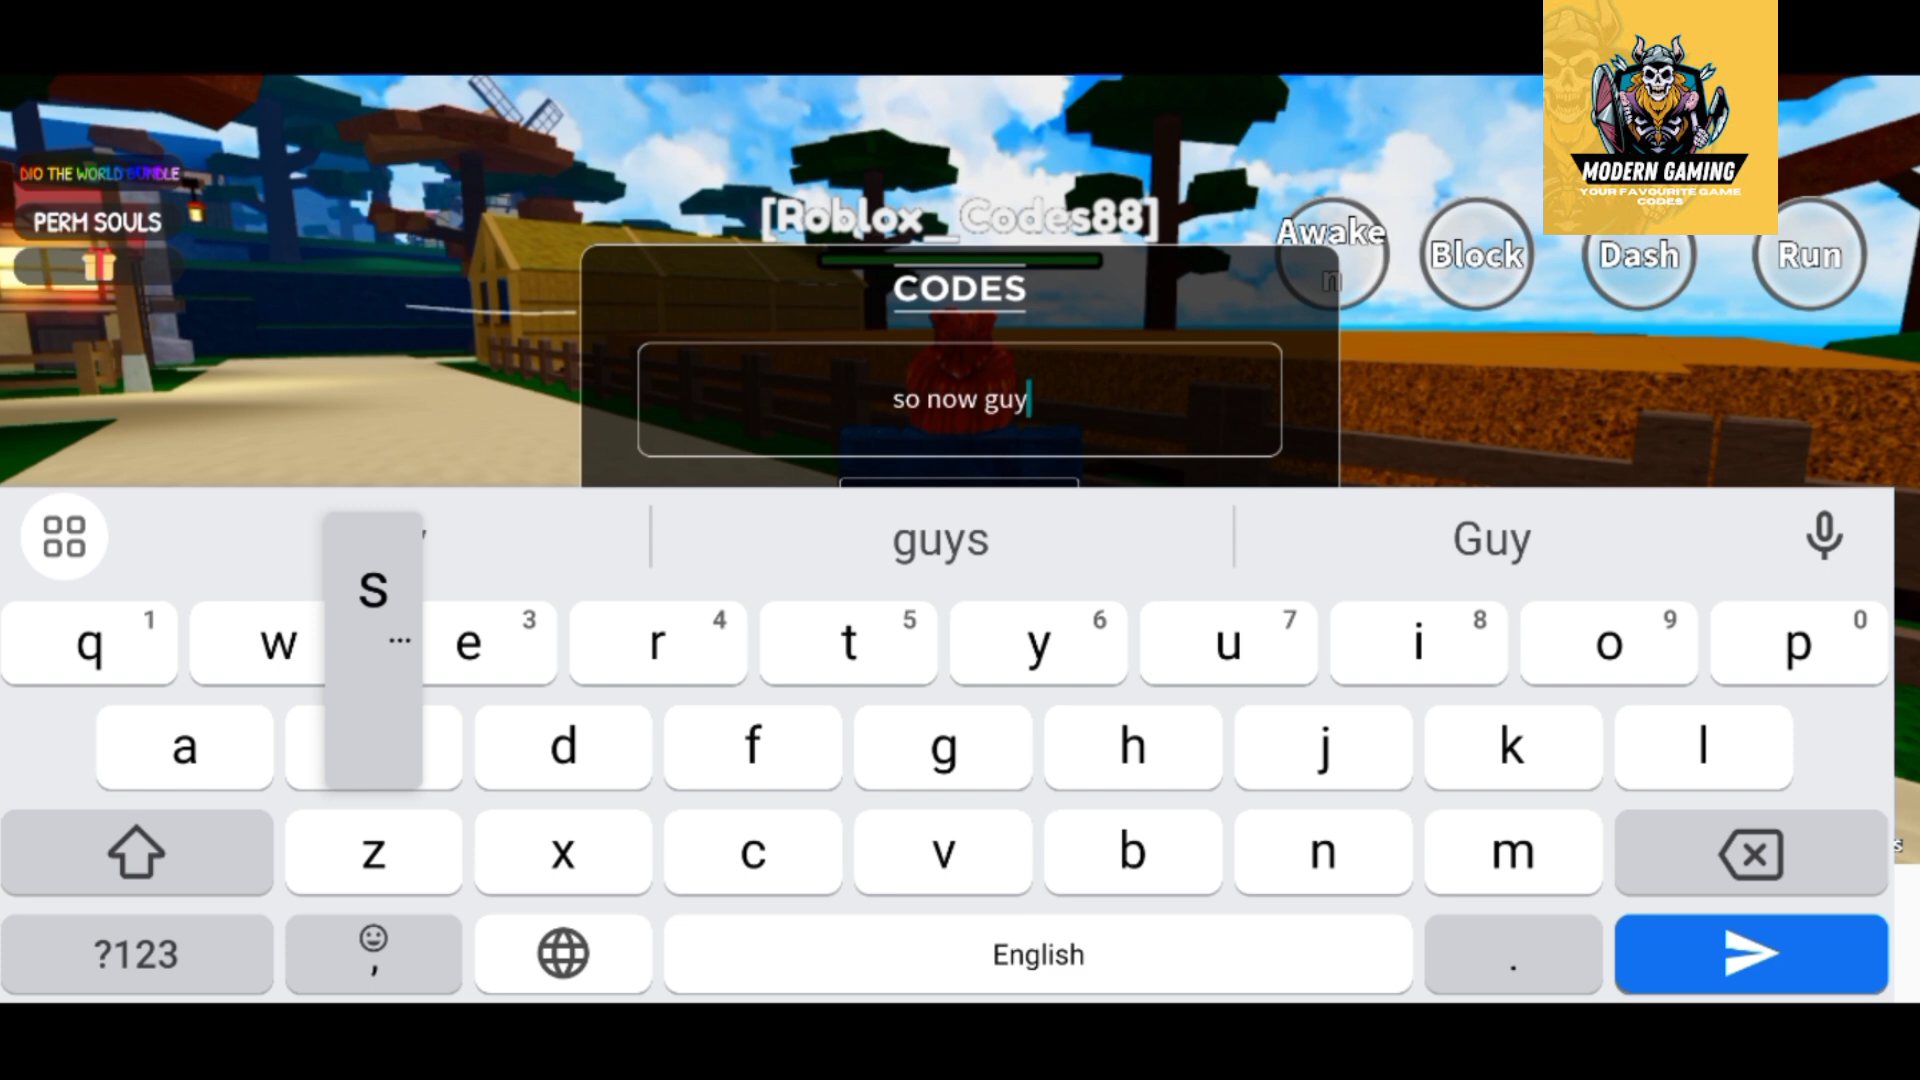 DIO THE WORLD BUNDLE
PERM SOULS
[Roblox_Codes88]
Awake
n
Block
Dash
Run
MODERN GAMING
YOUR FAVOURITE GAME
CODES
CODES
so now guy
guys
Guy
s
...
q 1
w
e 3
r 4
t 5
y 6
u 7
i 8
o 9
p 0
a
d
f
g
h
j
k
l
z
x
c
v
b
n
m
?123
,
English
.